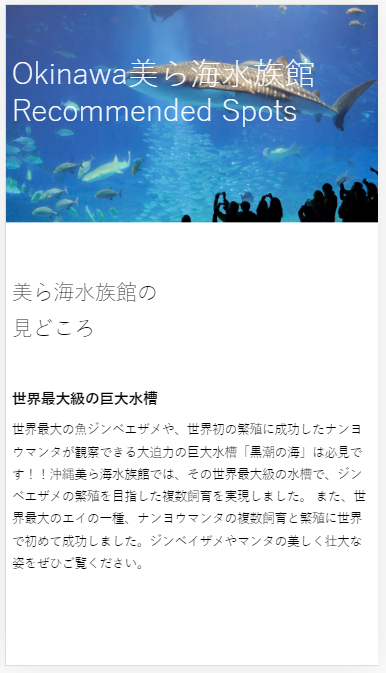 Okinawa美ら海水族館
Recommended Spots
美ら海水族館の
見どころ
世界最大級の巨大水槽
世界最大の魚ジンベエザメや、世界初の繁殖に成功したナンヨ
ウマンタが観察できる大迫力の巨大水槽「黒潮の海」は必見で
す！！沖縄美ら海水族館では、その世界最大級の水槽で、ジン
ベエザメの繁殖を目指した複数飼育を実現しました。 また、世
界最大のエイの一種、ナンヨウマンタの複数飼育と繁殖に世界
で初めて成功しました。ジンベイザメやマンタの美しく壮大な
姿をぜひご覧ください。